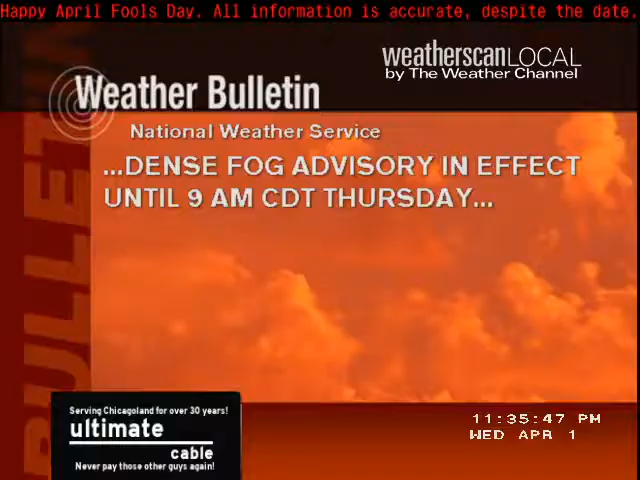 Happy April Fools Day. All information is accurate, despite the date.
weatherscanLOCAL
by The Weather Channel
Weather Bulletin
National Weather Service
...DENSE FOG ADVISORY IN EFFECT
UNTIL 9 AM CDT THURSDAY...
BULLETIN
Serving Chicagoland for over 30 years!
ultimate
cable
Never pay those other guys again!
11:35:47 PM
WED APR 1